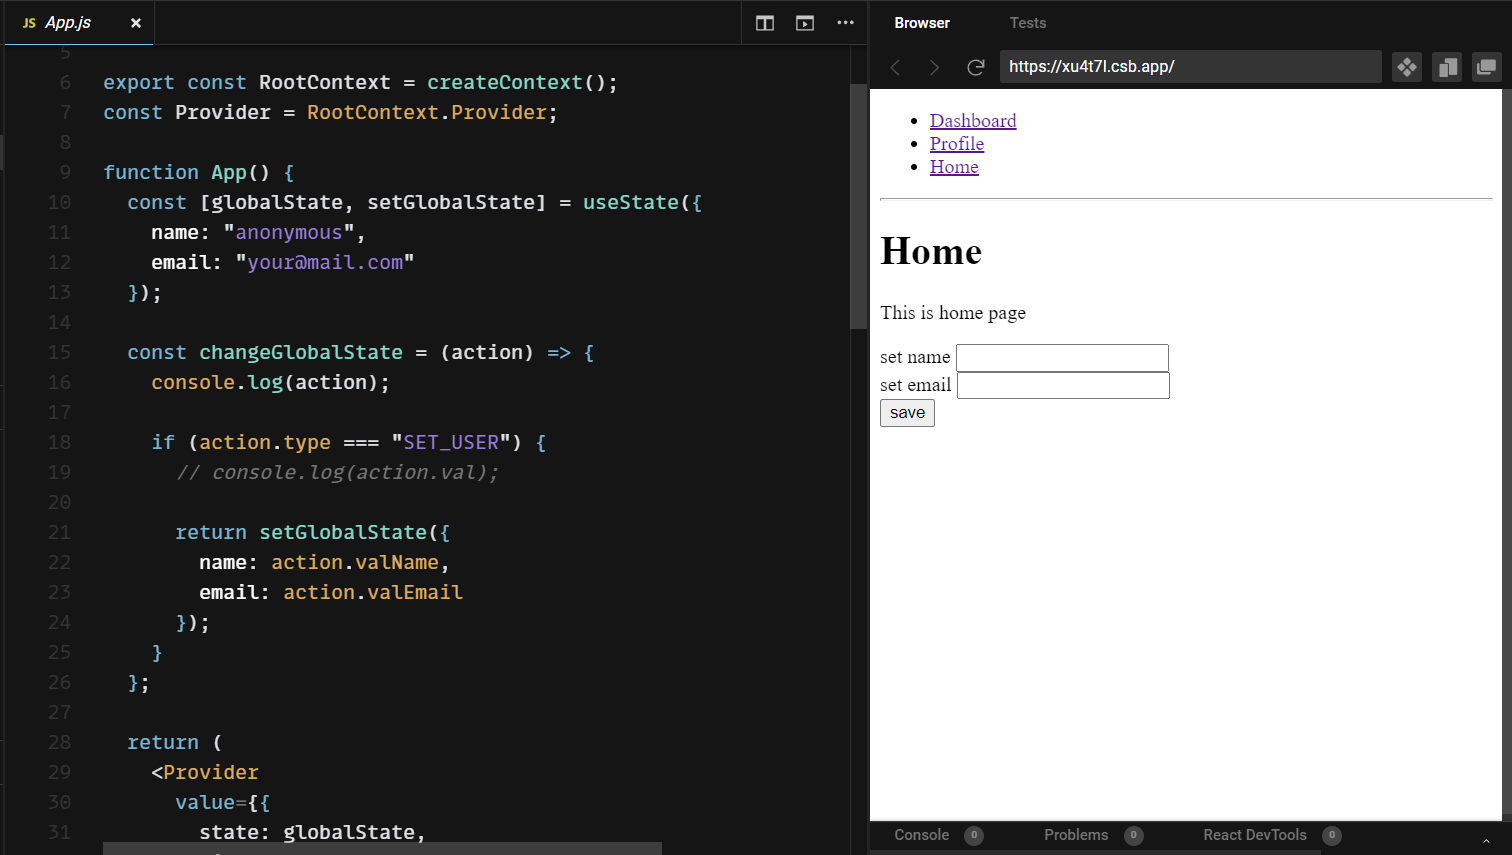 JS App.js ×
5
6 export const RootContext = createContext();
7 const Provider = RootContext.Provider;
8
9 function App() {
10 const [globalState, setGlobalState] = useState({
11 name: "anonymous",
12 email: "your@mail.com"
13 });
14
15 const changeGlobalState = (action) => {
16 console.log(action);
17
18 if (action.type === "SET_USER") {
19 // console.log(action.val);
20
21 return setGlobalState({
22 name: action.valName,
23 email: action.valEmail
24 });
25 }
26 };
27
28 return (
29 <Provider
30 value={{
31 state: globalState,
Browser Tests
https://xu4t7l.csb.app/
Dashboard
Profile
Home
Home
This is home page
set name
set email
save
Console 0 Problems 0 React DevTools 0